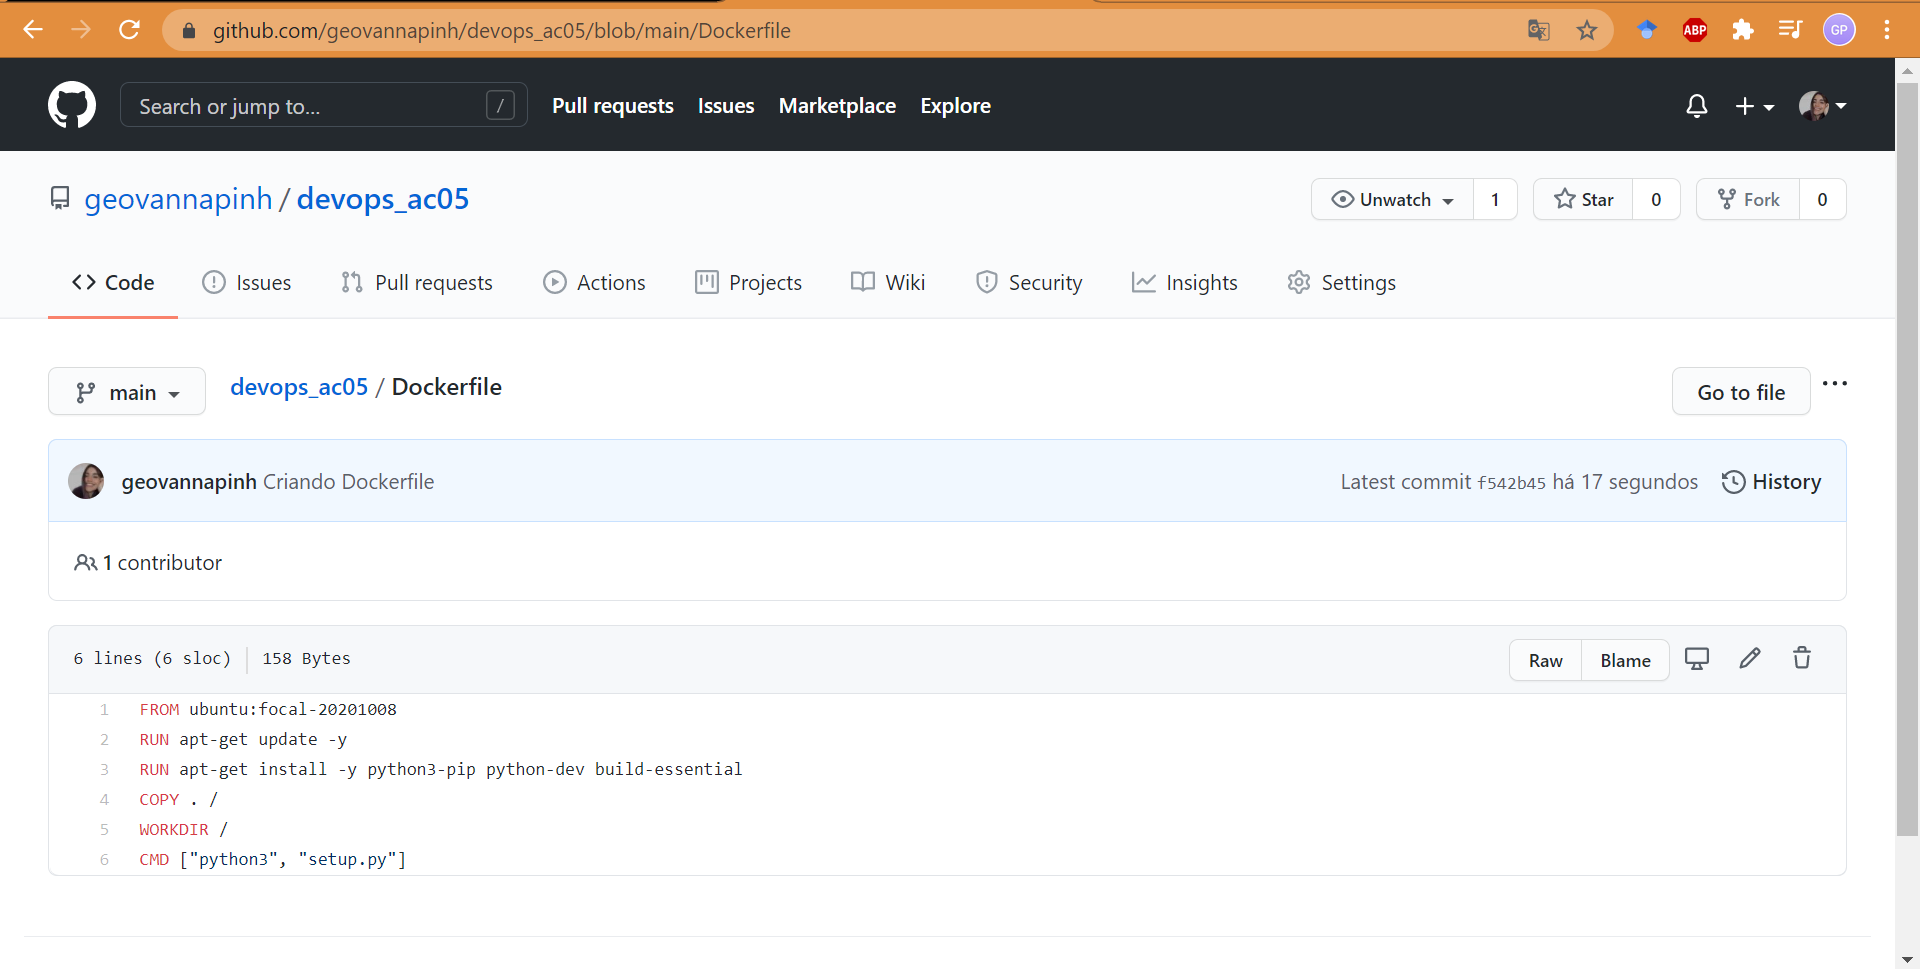 github.com/geovannapinh/devops_ac05/blob/main/Dockerfile
ABP
GP
Search or jump to... /
Pull requests Issues Marketplace Explore
geovannapinh / devops_ac05
Unwatch 1 Star 0 Fork 0
Code Issues Pull requests Actions Projects Wiki Security Insights Settings
main devops_ac05 / Dockerfile Go to file ...
geovannapinh Criando Dockerfile Latest commit f542b45 há 17 segundos History
1 contributor
6 lines (6 sloc) 158 Bytes Raw Blame
1 FROM ubuntu:focal-20201008
2 RUN apt-get update -y
3 RUN apt-get install -y python3-pip python-dev build-essential
4 COPY . /
5 WORKDIR /
6 CMD ["python3", "setup.py"]